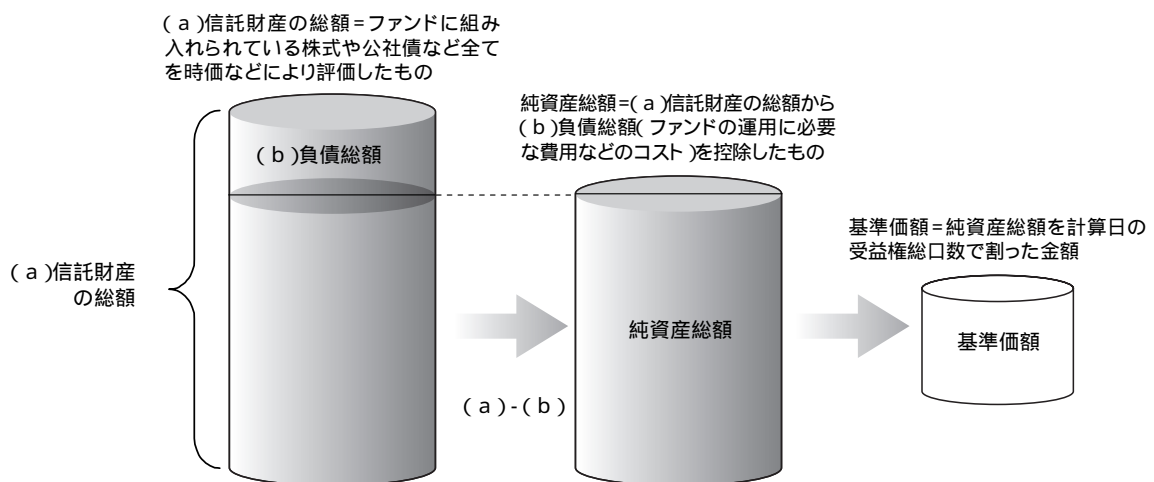 (a)信託財産の総額=ファンドに組み
入れられている株式や公社債など全て
を時価などにより評価したもの
(b)負債総額
(a)信託財産
の総額
純資産総額=(a)信託財産の総額から
(b)負債総額(ファンドの運用に必要
な費用などのコスト)を控除したもの
(a)-(b)
純資産総額
基準価額=純資産総額を計算日の
受益権総口数で割った金額
基準価額